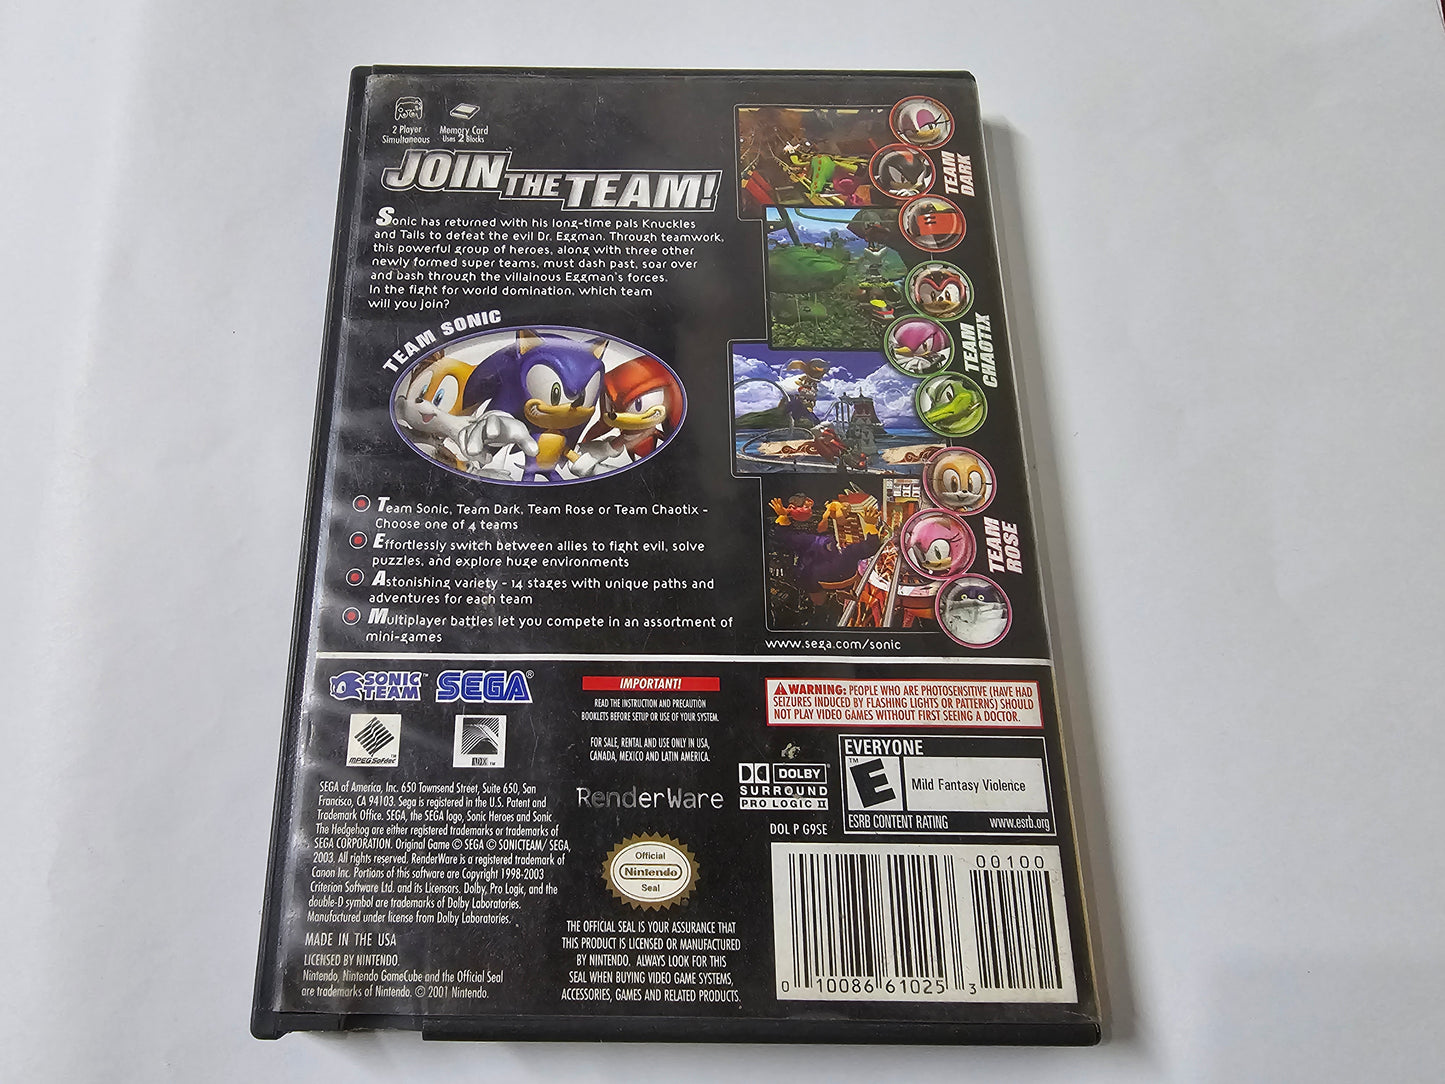 2 Player
Simultaneous
Memory Card
Uses 2 Blocks
JOIN THE TEAM!
Sonic has returned with his long-time pals Knuckles
and Tails to defeat the evil Dr. Eggman. Through teamwork,
this powerful group of heroes, along with three other
newly formed super teams, must dash past, soar over
and bash through the villainous Eggman's forces.
In the fight for world domination, which team
will you join?
TEAM SONIC
Team Sonic, Team Dark, Team Rose or Team Chaotix -
Choose one of 4 teams
Effortlessly switch between allies to fight evil, solve
puzzles, and explore huge environments
Astonishing variety - 14 stages with unique paths and
adventures for each team
Multiplayer battles let you compete in an assortment of
mini-games
TEAM
DARK
TEAM
CHAOTIX
TEAM
ROSE
www.sega.com/sonic
SONIC
TEAM™
SEGA®
MPEG Sofdec™
ADX™
SEGA of America, Inc. 650 Townsend Street, Suite 650, San
Francisco, CA 94103. Sega is registered in the U.S. Patent and
Trademark Office. SEGA, the SEGA logo, Sonic Heroes and Sonic
The Hedgehog are either registered trademarks or trademarks of
SEGA CORPORATION. Original Game © SEGA © SONICTEAM/ SEGA,
2003. All rights reserved. RenderWare is a registered trademark of
Canon Inc. Portions of this software are Copyright 1998-2003
Criterion Software Ltd. and its Licensors. Dolby, Pro Logic, and the
double-D symbol are trademarks of Dolby Laboratories.
Manufactured under license from Dolby Laboratories.
MADE IN THE USA
LICENSED BY NINTENDO.
Nintendo, Nintendo GameCube and the Official Seal
are trademarks of Nintendo. © 2001 Nintendo.
IMPORTANT!
READ THE INSTRUCTION AND PRECAUTION
BOOKLETS BEFORE SETUP OR USE OF YOUR SYSTEM.
FOR SALE, RENTAL AND USE ONLY IN USA,
CANADA, MEXICO AND LATIN AMERICA.
RenderWare
Official
Nintendo
Seal
THE OFFICIAL SEAL IS YOUR ASSURANCE THAT
THIS PRODUCT IS LICENSED OR MANUFACTURED
BY NINTENDO. ALWAYS LOOK FOR THIS
SEAL WHEN BUYING VIDEO GAME SYSTEMS,
ACCESSORIES, GAMES AND RELATED PRODUCTS.
WARNING: PEOPLE WHO ARE PHOTOSENSITIVE (HAVE HAD
SEIZURES INDUCED BY FLASHING LIGHTS OR PATTERNS) SHOULD
NOT PLAY VIDEO GAMES WITHOUT FIRST SEEING A DOCTOR.
DOLBY
SURROUND
PRO LOGIC II
DOL P G9SE
EVERYONE
E™
Mild Fantasy Violence
ESRB CONTENT RATING www.esrb.org
00100
0 10086 61025 3